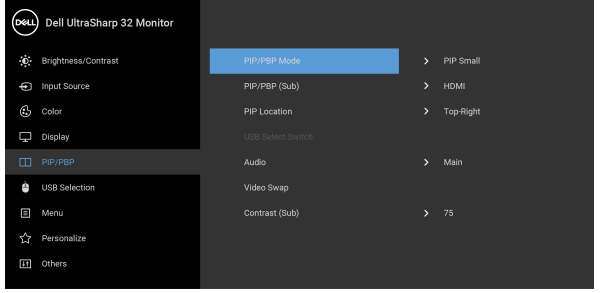 DELL Dell UltraSharp 32 Monitor
Brightness/Contrast
Input Source
Color
Display
PIP/PBP
USB Selection
Menu
Personalize
Others
PIP/PBP Mode > PIP Small
PIP/PBP (Sub) > HDMI
PIP Location > Top-Right
USB Select Switch
Audio > Main
Video Swap
Contrast (Sub) > 75